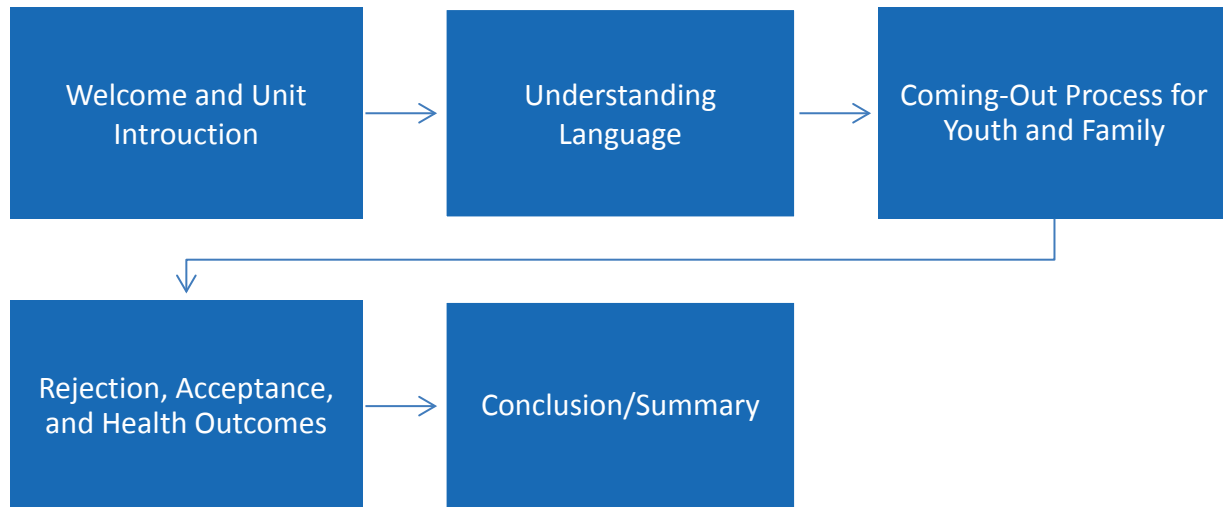 Welcome and Unit
Introuction
Understanding
Language
Coming-Out Process for
Youth and Family
Rejection, Acceptance,
and Health Outcomes
Conclusion/Summary